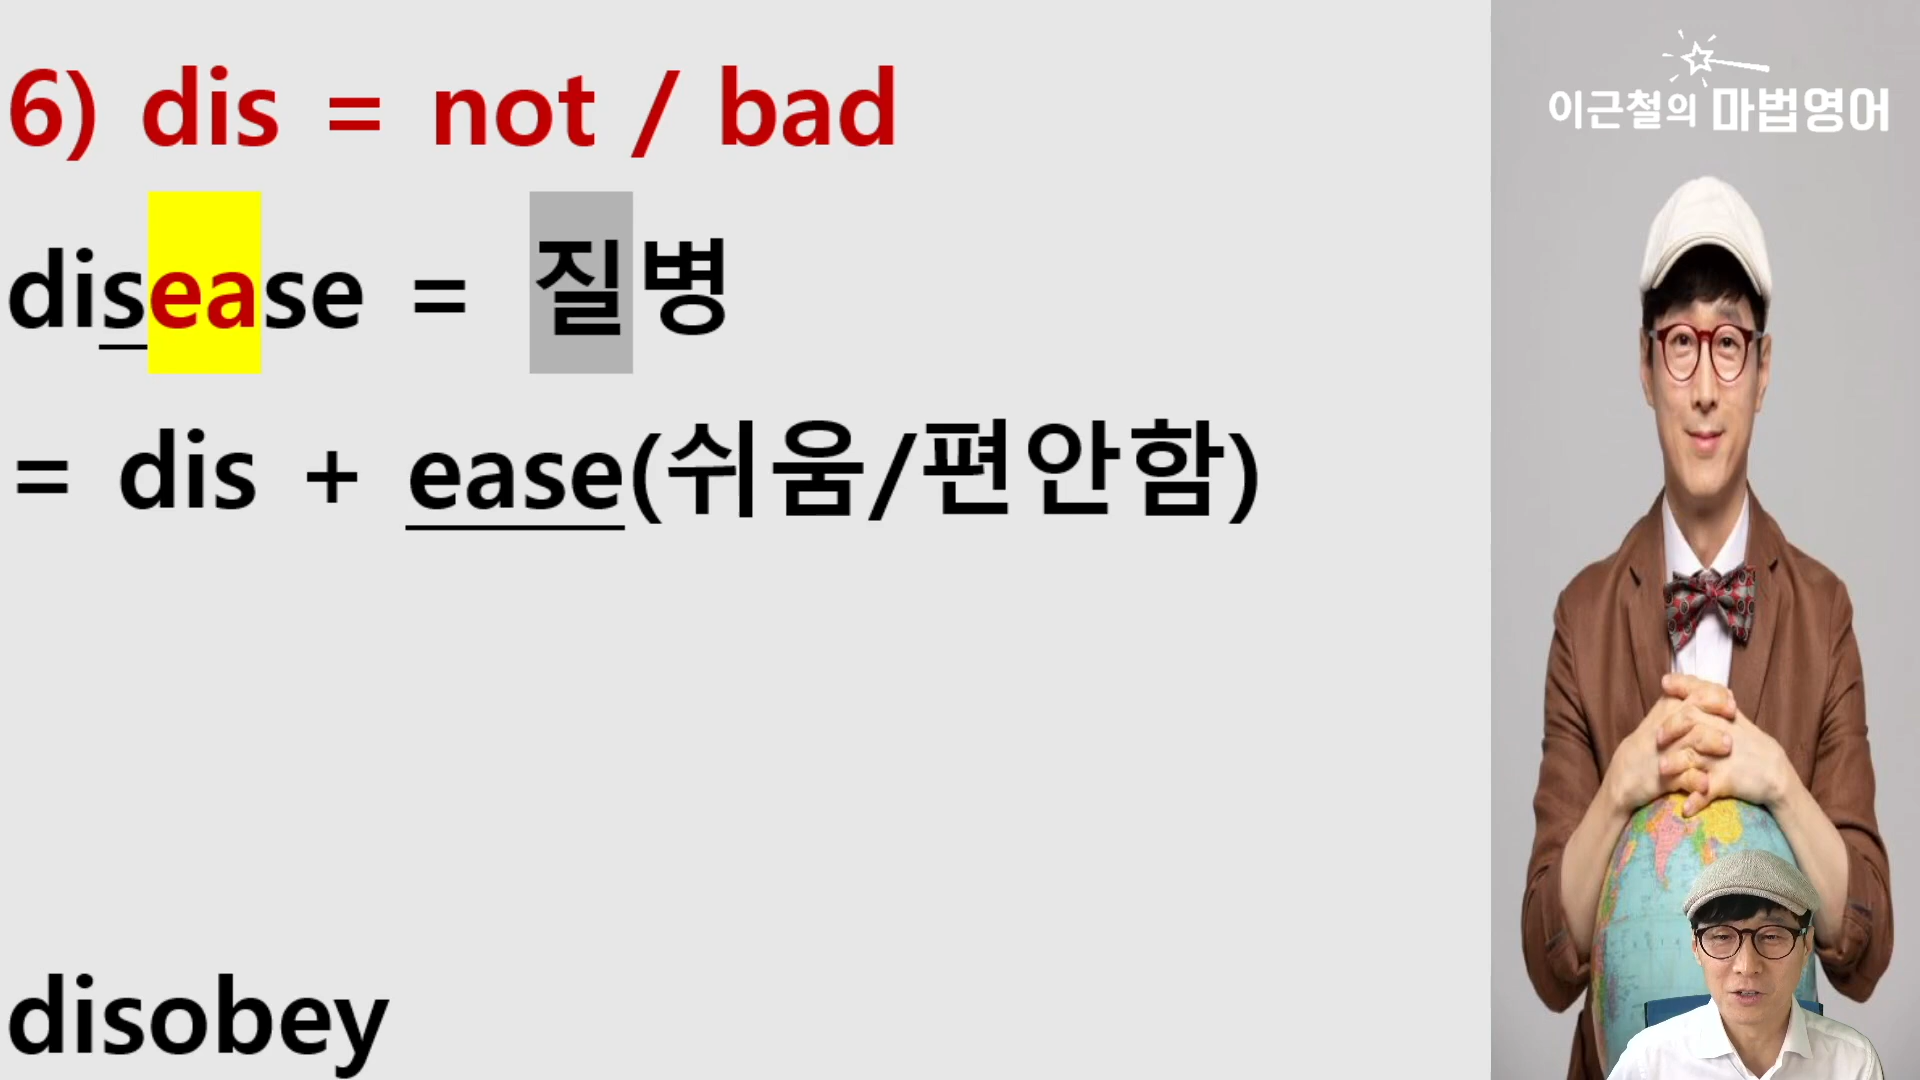 6) dis = not / bad
disease = 질병
= dis + ease(쉬움/편안함)
disobey
이근철의 마법영어